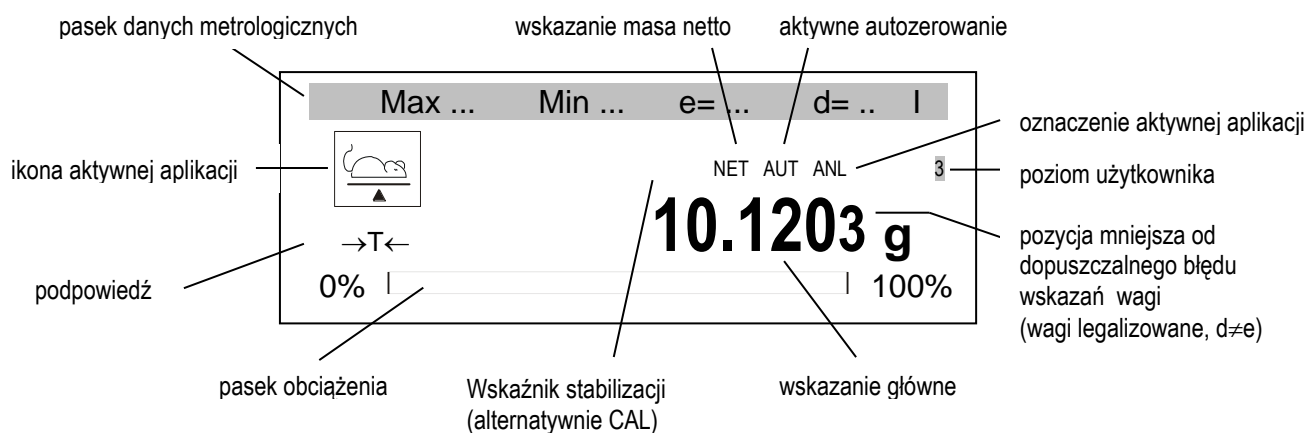 pasek danych metrologicznych
wskazanie masa netto
aktywne autozerowanie
Max ... Min ... e= ... d= .. I
oznaczenie aktywnej aplikacji
ikona aktywnej aplikacji
NET AUT ANL
3
poziom użytkownika
10.1203 g
pozycja mniejsza od
dopuszczalnego błędu
wskazań wagi
(wagi legalizowane, d≠e)
→T←
podpowiedź
0% 100%
pasek obciążenia
Wskaźnik stabilizacji
(alternatywnie CAL)
wskazanie główne